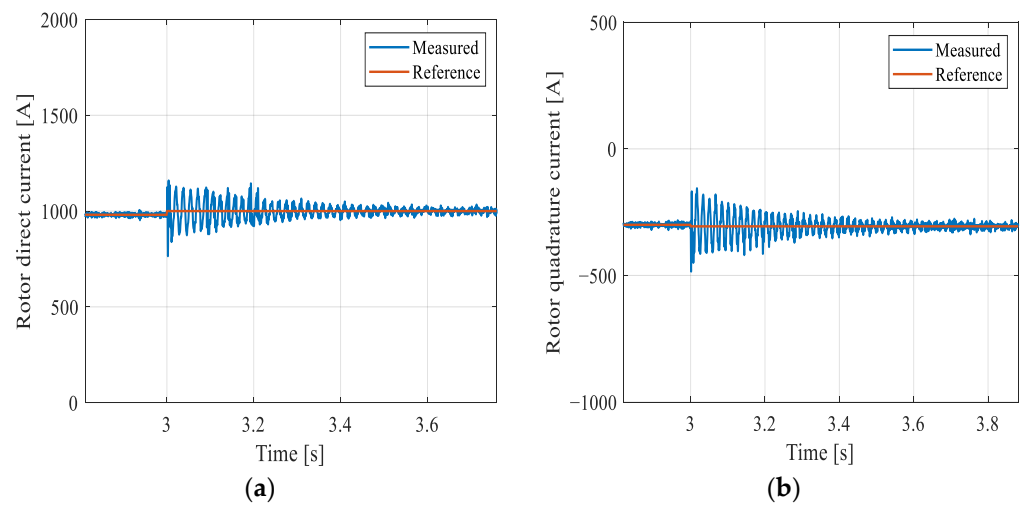 2000
1500
1000
500
0
Rotor direct current [A]
Measured
Reference
3
3.2
3.4
3.6
Time [s]
(a)
500
0
−500
−1000
Rotor quadrature current [A]
Measured
Reference
3
3.2
3.4
3.6
3.8
Time [s]
(b)